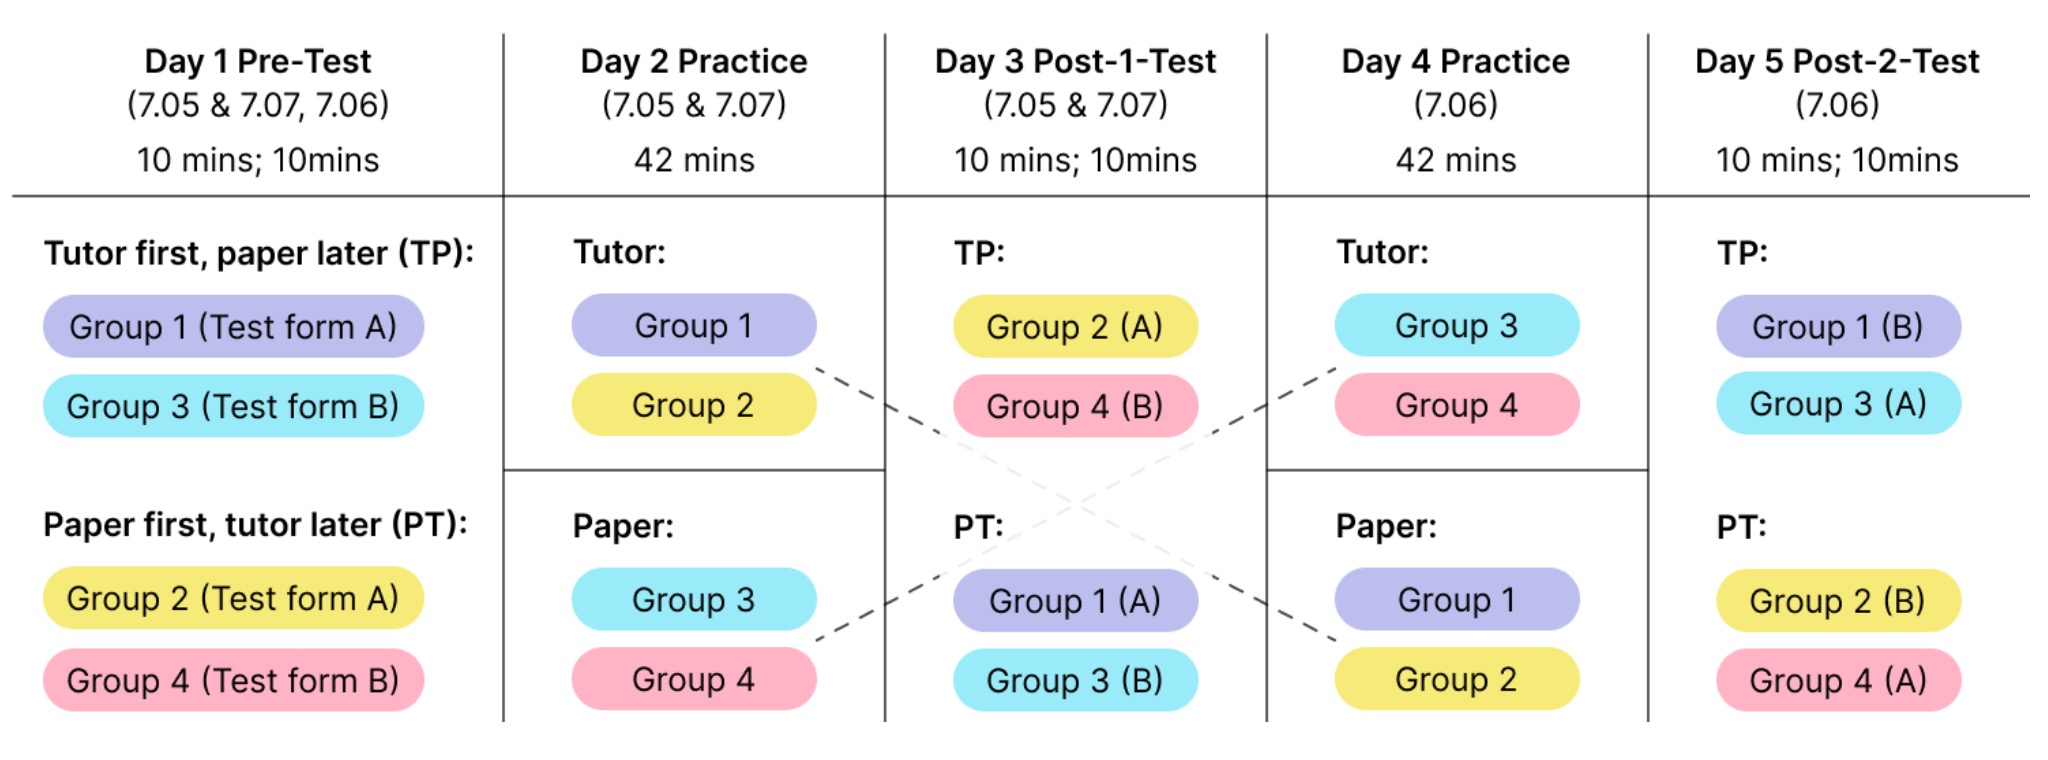 Day 1 Pre-Test
(7.05 & 7.07, 7.06)
10 mins; 10mins
Day 2 Practice
(7.05 & 7.07)
42 mins
Day 3 Post-1-Test
(7.05 & 7.07)
10 mins; 10mins
Day 4 Practice
(7.06)
42 mins
Day 5 Post-2-Test
(7.06)
10 mins; 10mins
Tutor first, paper later (TP):
Group 1 (Test form A)
Group 3 (Test form B)
Paper first, tutor later (PT):
Group 2 (Test form A)
Group 4 (Test form B)
Tutor:
Group 1
Group 2
Paper:
Group 3
Group 4
TP:
Group 2 (A)
Group 4 (B)
PT:
Group 1 (A)
Group 3 (B)
Tutor:
Group 3
Group 4
Paper:
Group 1
Group 2
TP:
Group 1 (B)
Group 3 (A)
PT:
Group 2 (B)
Group 4 (A)